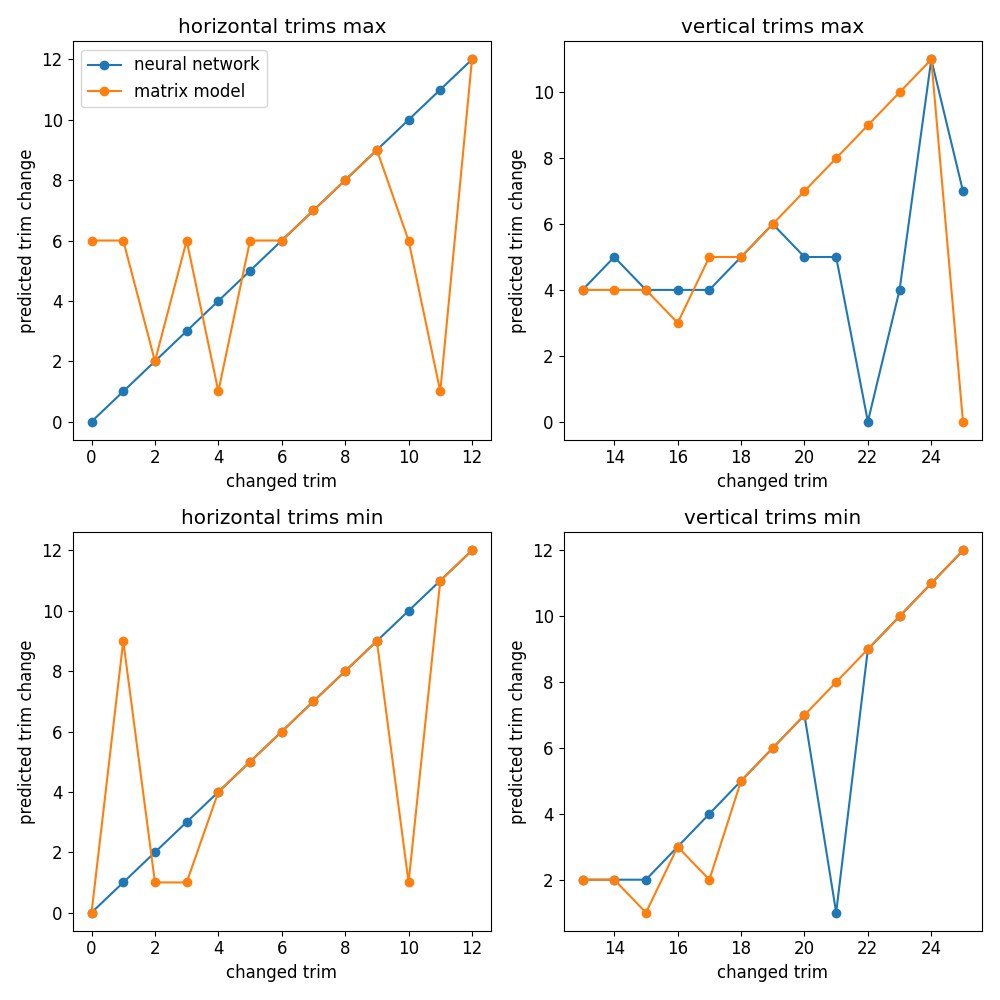 horizontal trims max
vertical trims max
neural network
matrix model
predicted trim change
12
10
8
6
4
2
0
0 2 4 6 8 10 12
changed trim
predicted trim change
10
8
6
4
2
0
14 16 18 20 22 24
changed trim
horizontal trims min
vertical trims min
predicted trim change
12
10
8
6
4
2
0
0 2 4 6 8 10 12
changed trim
predicted trim change
12
10
8
6
4
2
14 16 18 20 22 24
changed trim